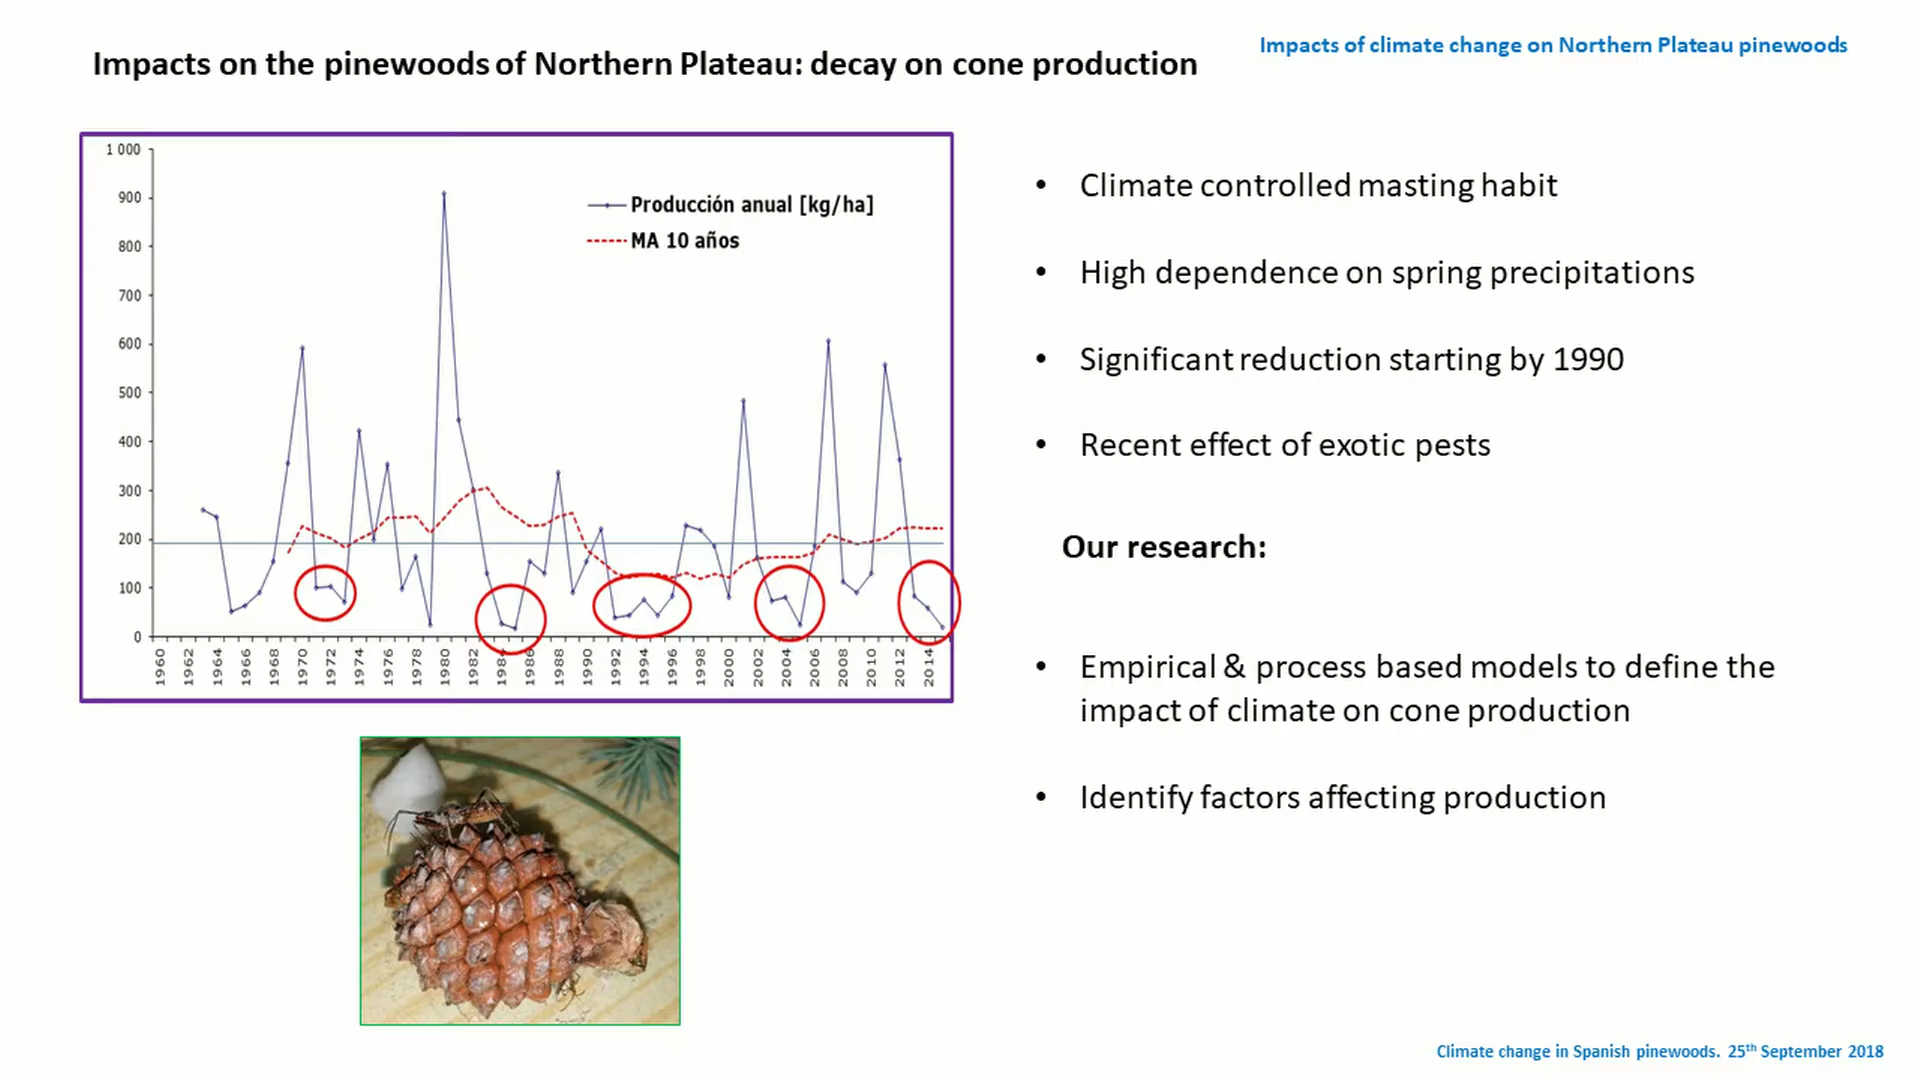 Impacts of climate change on Northern Plateau pinewoods
Impacts on the pinewoods of Northern Plateau: decay on cone production
1 000
900
800
700
600
500
400
300
200
100
0
Producción anual [kg/ha]
MA 10 años
1960 1962 1964 1966 1968 1970 1972 1974 1976 1978 1980 1982 1984 1986 1988 1990 1992 1994 1996 1998 2000 2002 2004 2006 2008 2010 2012 2014
• Climate controlled masting habit
• High dependence on spring precipitations
• Significant reduction starting by 1990
• Recent effect of exotic pests
Our research:
• Empirical & process based models to define the
impact of climate on cone production
• Identify factors affecting production
Climate change in Spanish pinewoods. 25th September 2018